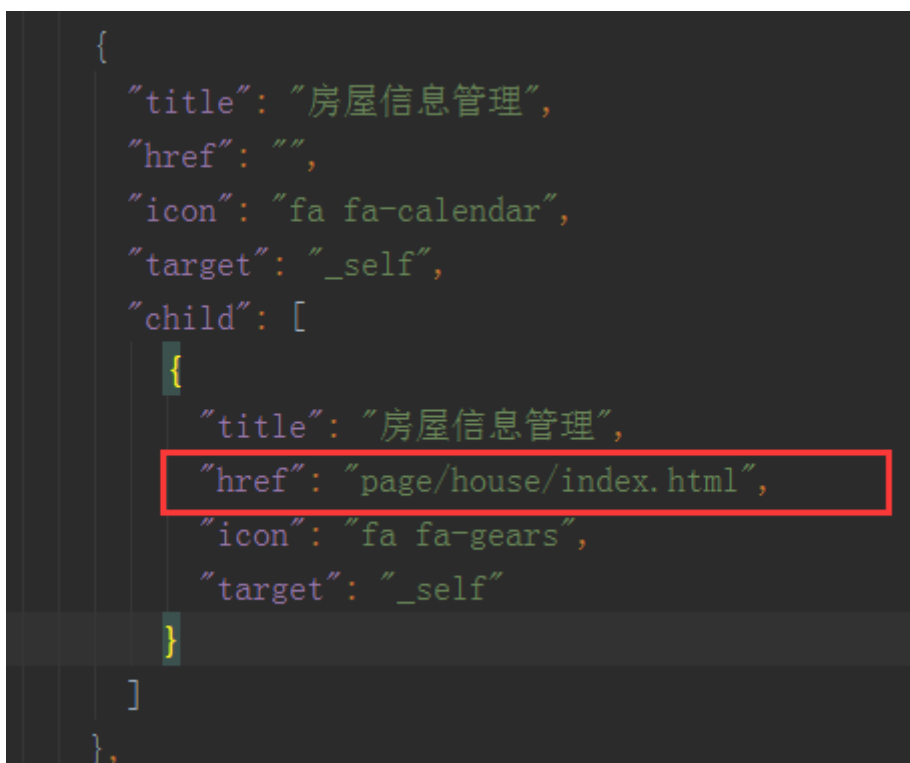 {
"title": "房屋信息管理",
"href": "",
"icon": "fa fa-calendar",
"target": "_self",
"child": [
{
"title": "房屋信息管理",
"href": "page/house/index.html",
"icon": "fa fa-gears",
"target": "_self"
}
]
},